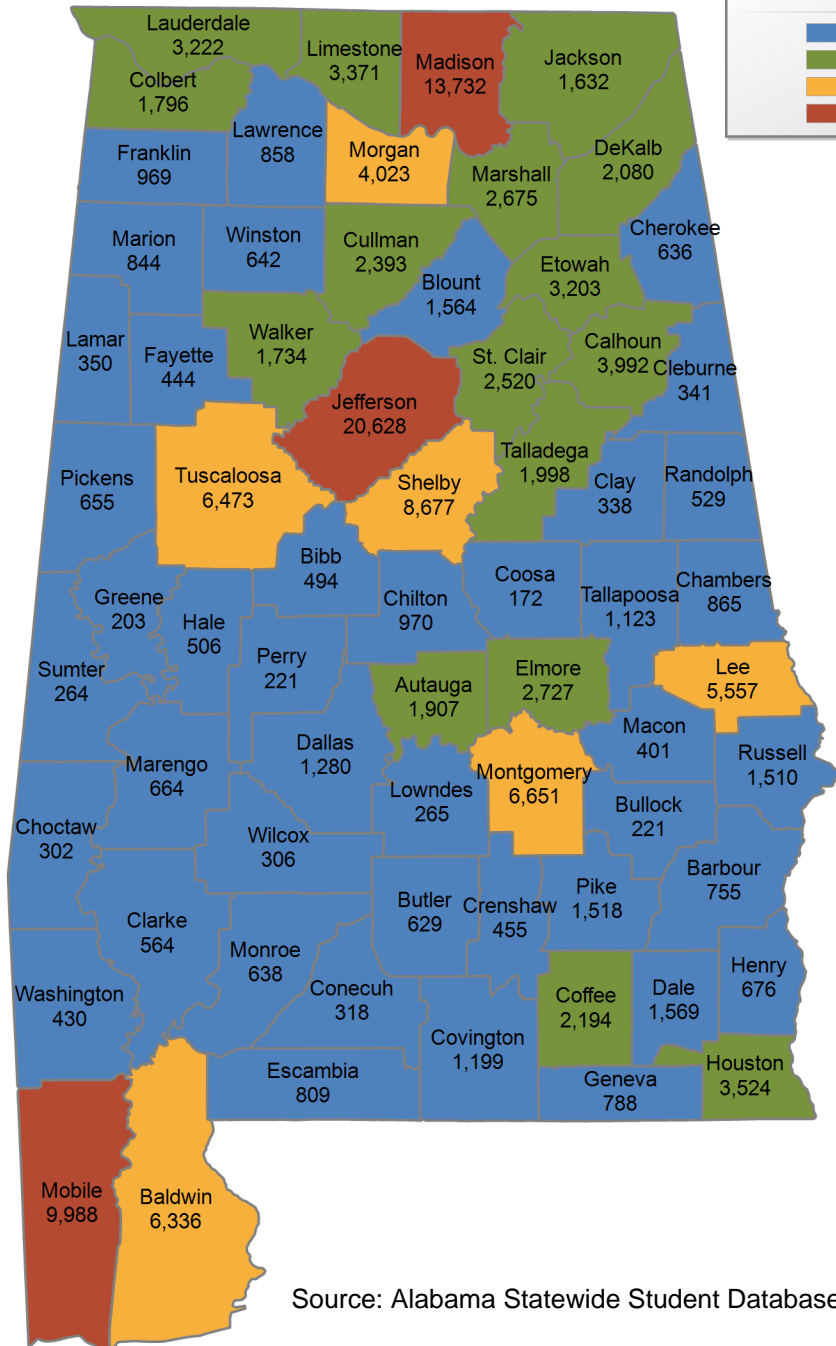 Lauderdale
3,222
Limestone
3,371
Madison
13,732
Jackson
1,632
Colbert
1,796
Lawrence
858
Franklin
969
Morgan
4,023
Marshall
2,675
DeKalb
2,080
Cherokee
636
Marion
844
Winston
642
Cullman
2,393
Blount
1,564
Etowah
3,203
Lamar
350
Fayette
444
Walker
1,734
St. Clair
2,520
Calhoun
3,992
Cleburne
341
Jefferson
20,628
Pickens
655
Tuscaloosa
6,473
Shelby
8,677
Talladega
1,998
Clay
338
Randolph
529
Bibb
494
Greene
203
Hale
506
Chilton
970
Coosa
172
Tallapoosa
1,123
Chambers
865
Sumter
264
Perry
221
Autauga
1,907
Elmore
2,727
Lee
5,557
Marengo
664
Dallas
1,280
Lowndes
265
Montgomery
6,651
Macon
401
Russell
1,510
Bullock
221
Choctaw
302
Wilcox
306
Clarke
564
Butler
629
Crenshaw
455
Pike
1,518
Barbour
755
Washington
430
Monroe
638
Conecuh
318
Covington
1,199
Coffee
2,194
Dale
1,569
Henry
676
Escambia
809
Geneva
788
Houston
3,524
Mobile
9,988
Baldwin
6,336
Source: Alabama Statewide Student Database